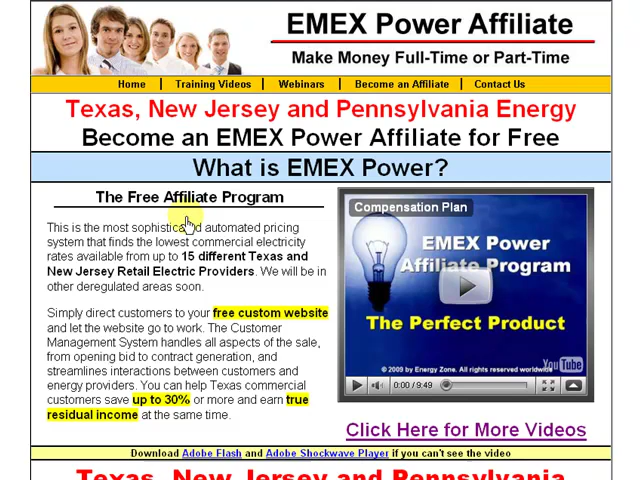 EMEX Power Affiliate
Make Money Full-Time or Part-Time
Home | Training Videos | Webinars | Become an Affiliate | Contact Us
Texas, New Jersey and Pennsylvania Energy
Become an EMEX Power Affiliate for Free
What is EMEX Power?
The Free Affiliate Program
This is the most sophisticated automated pricing
system that finds the lowest commercial electricity
rates available from up to 15 different Texas and
New Jersey Retail Electric Providers. We will be in
other deregulated areas soon.
Simply direct customers to your free custom website
and let the website go to work. The Customer
Management System handles all aspects of the sale,
from opening bid to contract generation, and
streamlines interactions between customers and
energy providers. You can help Texas commercial
customers save up to 30% or more and earn true
residual income at the same time.
Compensation Plan
EMEX Power
Affiliate Program
The Perfect Product
© 2009 by Energy Zone. All rights reserved worldwide
YouTube
0:00 / 9:49
Click Here for More Videos
Download Adobe Flash and Adobe Shockwave Player if you can't see the video
Texas, New Jersey and Pennsylvania